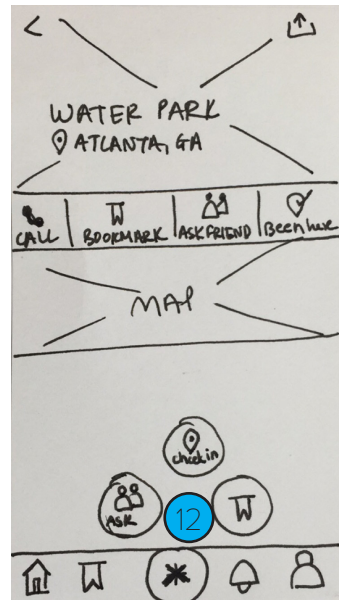 WATER PARK
ATLANTA, GA
CALL
BOOKMARK
ASK FRIEND
Been here
MAP
Check in
ASK
12